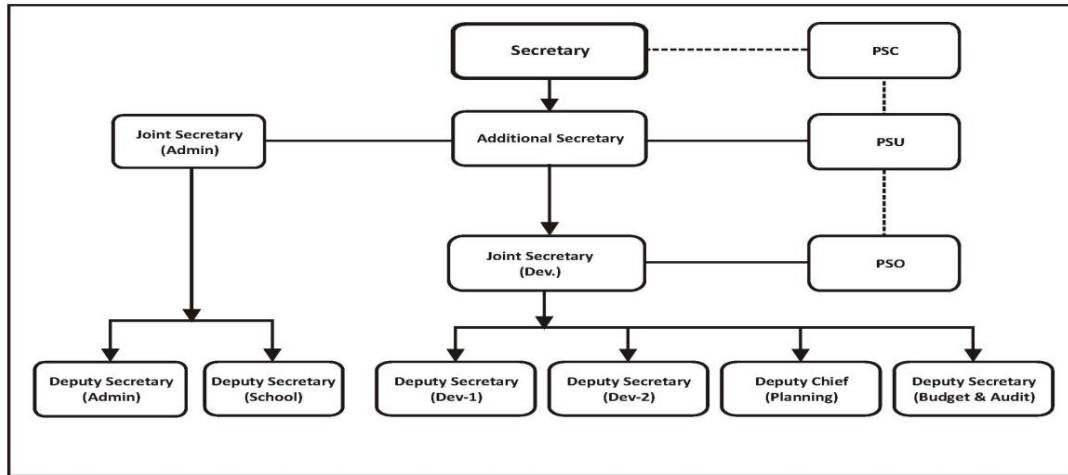 Secretary
PSC
Joint Secretary
(Admin)
Additional Secretary
PSU
Joint Secretary
(Dev.)
PSO
Deputy Secretary
(Admin)
Deputy Secretary
(School)
Deputy Secretary
(Dev-1)
Deputy Secretary
(Dev-2)
Deputy Chief
(Planning)
Deputy Secretary
(Budget & Audit)